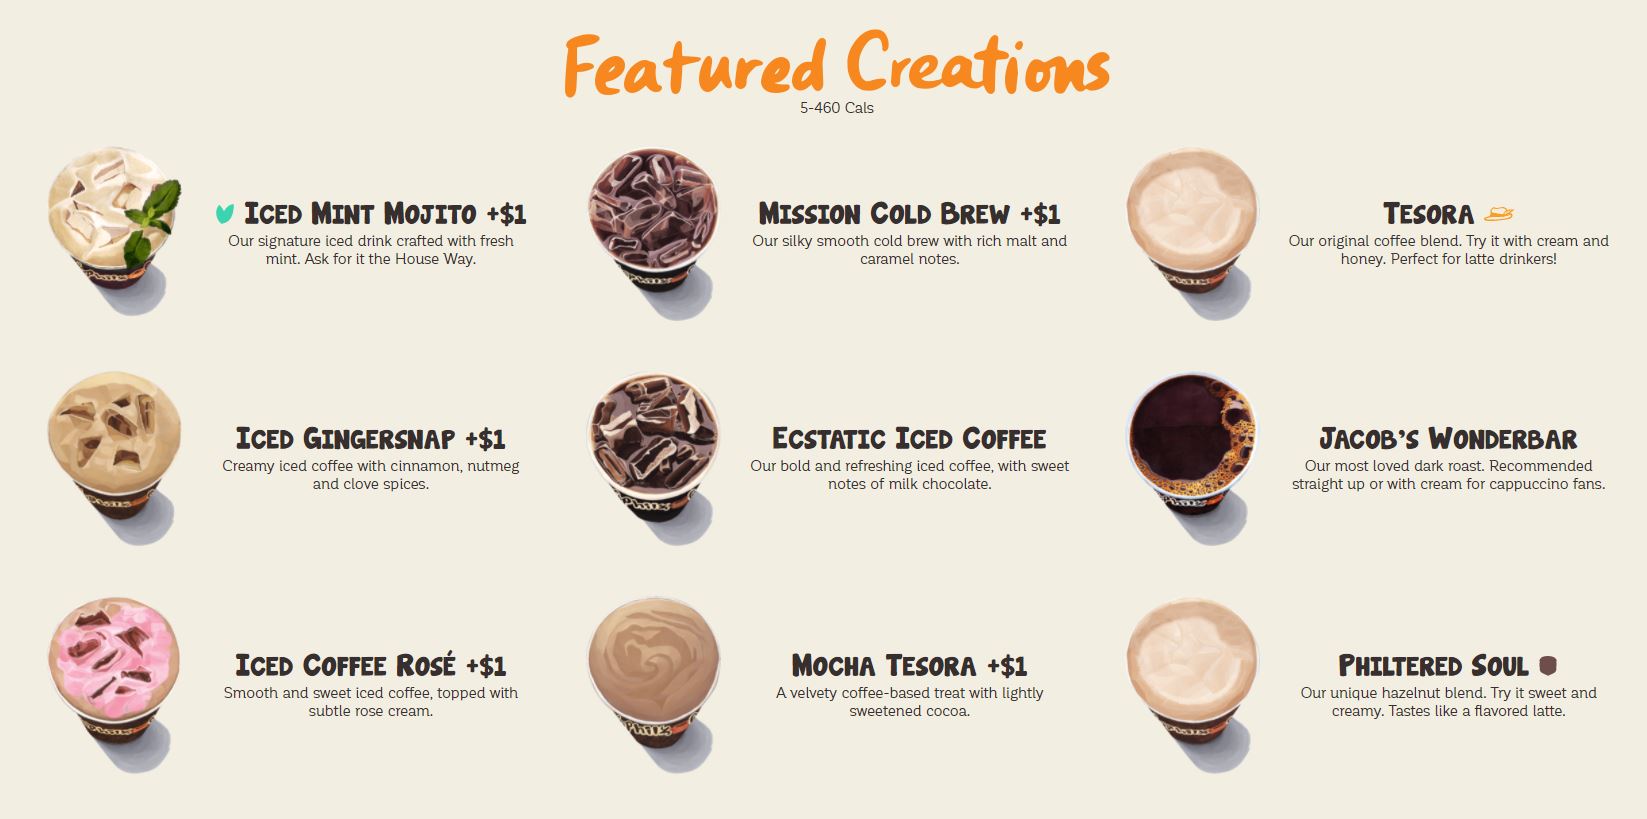 Featured Creations
5-460 Cals
Iced Mint Mojito +$1
Our signature iced drink crafted with fresh
mint. Ask for it the House Way.
Mission Cold Brew +$1
Our silky smooth cold brew with rich malt and
caramel notes.
Tesora
Our original coffee blend. Try it with cream and
honey. Perfect for latte drinkers!
Iced Gingersnap +$1
Creamy iced coffee with cinnamon, nutmeg
and clove spices.
Ecstatic Iced Coffee
Our bold and refreshing iced coffee, with sweet
notes of milk chocolate.
Jacob's Wonderbar
Our most loved dark roast. Recommended
straight up or with cream for cappuccino fans.
Iced Coffee Rosé +$1
Smooth and sweet iced coffee, topped with
subtle rose cream.
Mocha Tesora +$1
A velvety coffee-based treat with lightly
sweetened cocoa.
Philtered Soul
Our unique hazelnut blend. Try it sweet and
creamy. Tastes like a flavored latte.